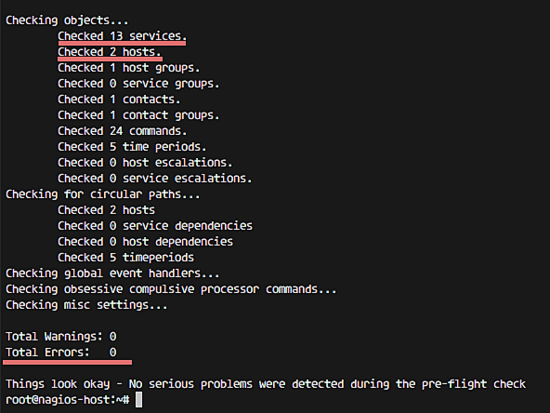 Checking objects...
Checked 13 services.
Checked 2 hosts.
Checked 1 host groups.
Checked 0 service groups.
Checked 1 contacts.
Checked 1 contact groups.
Checked 24 commands.
Checked 5 time periods.
Checked 0 host escalations.
Checked 0 service escalations.
Checking for circular paths...
Checked 2 hosts
Checked 0 service dependencies
Checked 0 host dependencies
Checked 5 timeperiods
Checking global event handlers...
Checking obsessive compulsive processor commands...
Checking misc settings...
Total Warnings: 0
Total Errors:   0
Things look okay - No serious problems were detected during the pre-flight check
root@nagios-host:~#